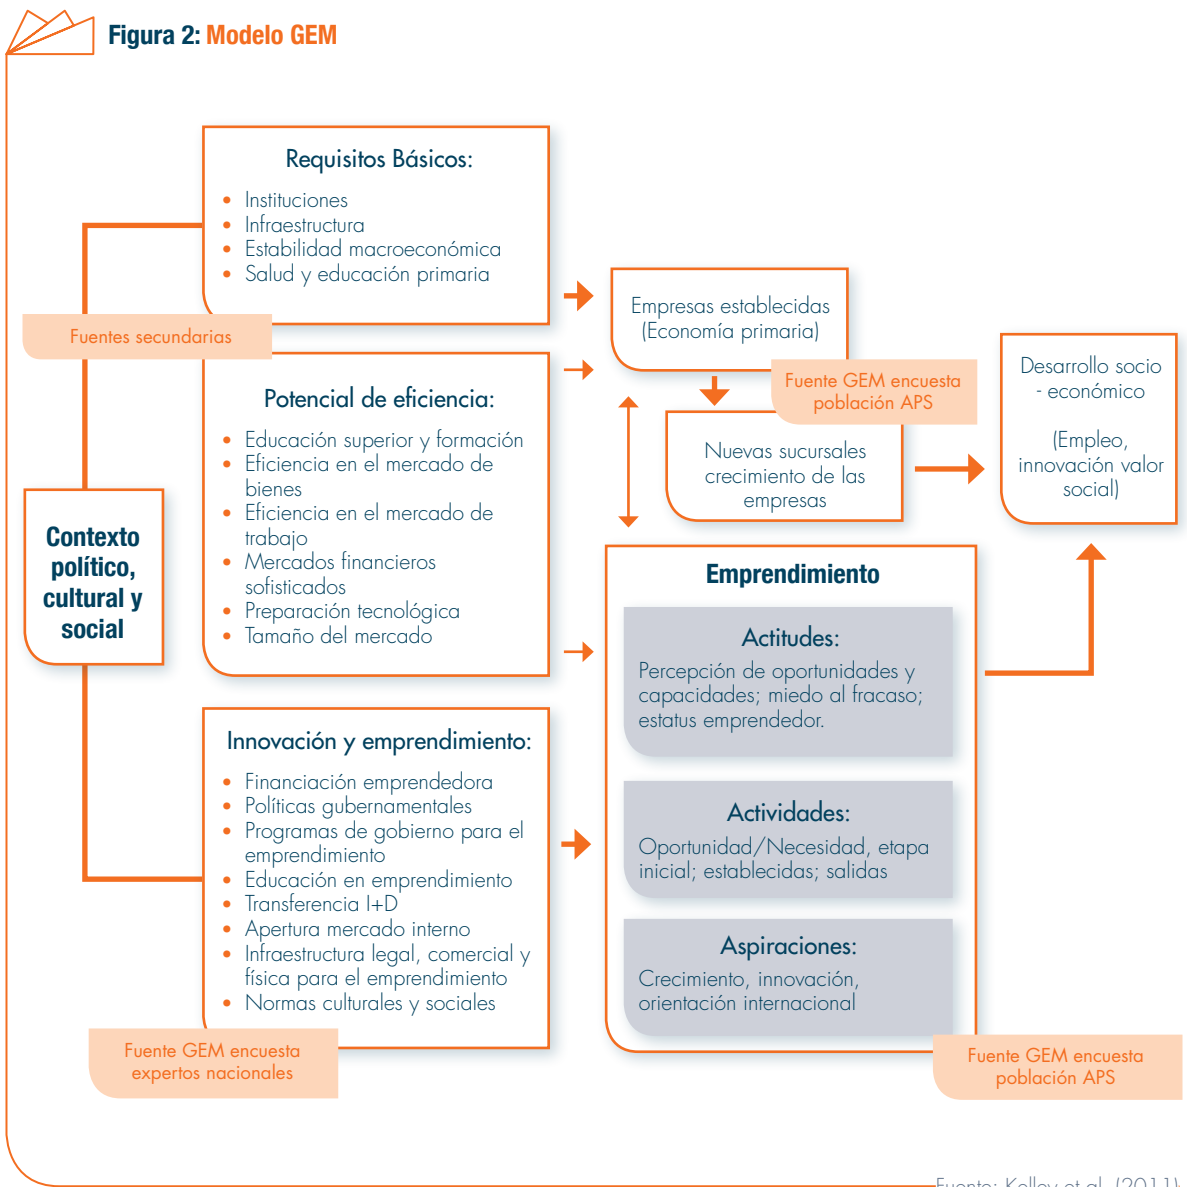 Figura 2: Modelo GEM
Requisitos Básicos:
• Instituciones
• Infraestructura
• Estabilidad macroeconómica
• Salud y educación primaria
Fuentes secundarias
Potencial de eficiencia:
• Educación superior y formación
• Eficiencia en el mercado de
bienes
• Eficiencia en el mercado de
trabajo
• Mercados financieros
sofisticados
• Preparación tecnológica
• Tamaño del mercado
Contexto
político,
cultural y
social
Innovación y emprendimiento:
• Financiación emprendedora
• Políticas gubernamentales
• Programas de gobierno para el
emprendimiento
• Educación en emprendimiento
• Transferencia I+D
• Apertura mercado interno
• Infraestructura legal, comercial y
física para el emprendimiento
• Normas culturales y sociales
Fuente GEM encuesta
expertos nacionales
Empresas establecidas
(Economía primaria)
Fuente GEM encuesta
población APS
Nuevas sucursales
crecimiento de las
empresas
Desarrollo socio
- económico
(Empleo,
innovación valor
social)
Emprendimiento
Actitudes:
Percepción de oportunidades y
capacidades; miedo al fracaso;
estatus emprendedor.
Actividades:
Oportunidad/Necesidad, etapa
inicial; establecidas; salidas
Aspiraciones:
Crecimiento, innovación,
orientación internacional
Fuente GEM encuesta
población APS
Fuente: Kelley et al. (2011)